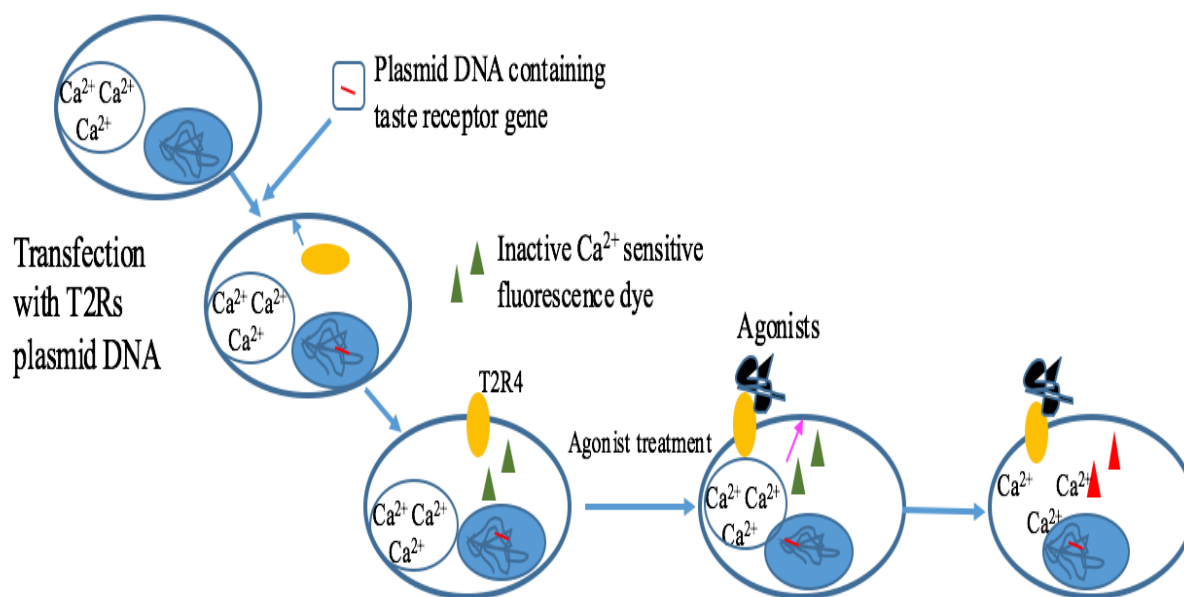 Ca²⁺ Ca²⁺
Ca²⁺
Plasmid DNA containing
taste receptor gene
Transfection
with T2Rs
plasmid DNA
Ca²⁺ Ca²⁺
Ca²⁺
Inactive Ca²⁺ sensitive
fluorescence dye
T2R4
Ca²⁺ Ca²⁺
Ca²⁺
Agonist treatment
Agonists
Ca²⁺ Ca²⁺
Ca²⁺
Ca²⁺ Ca²⁺
Ca²⁺